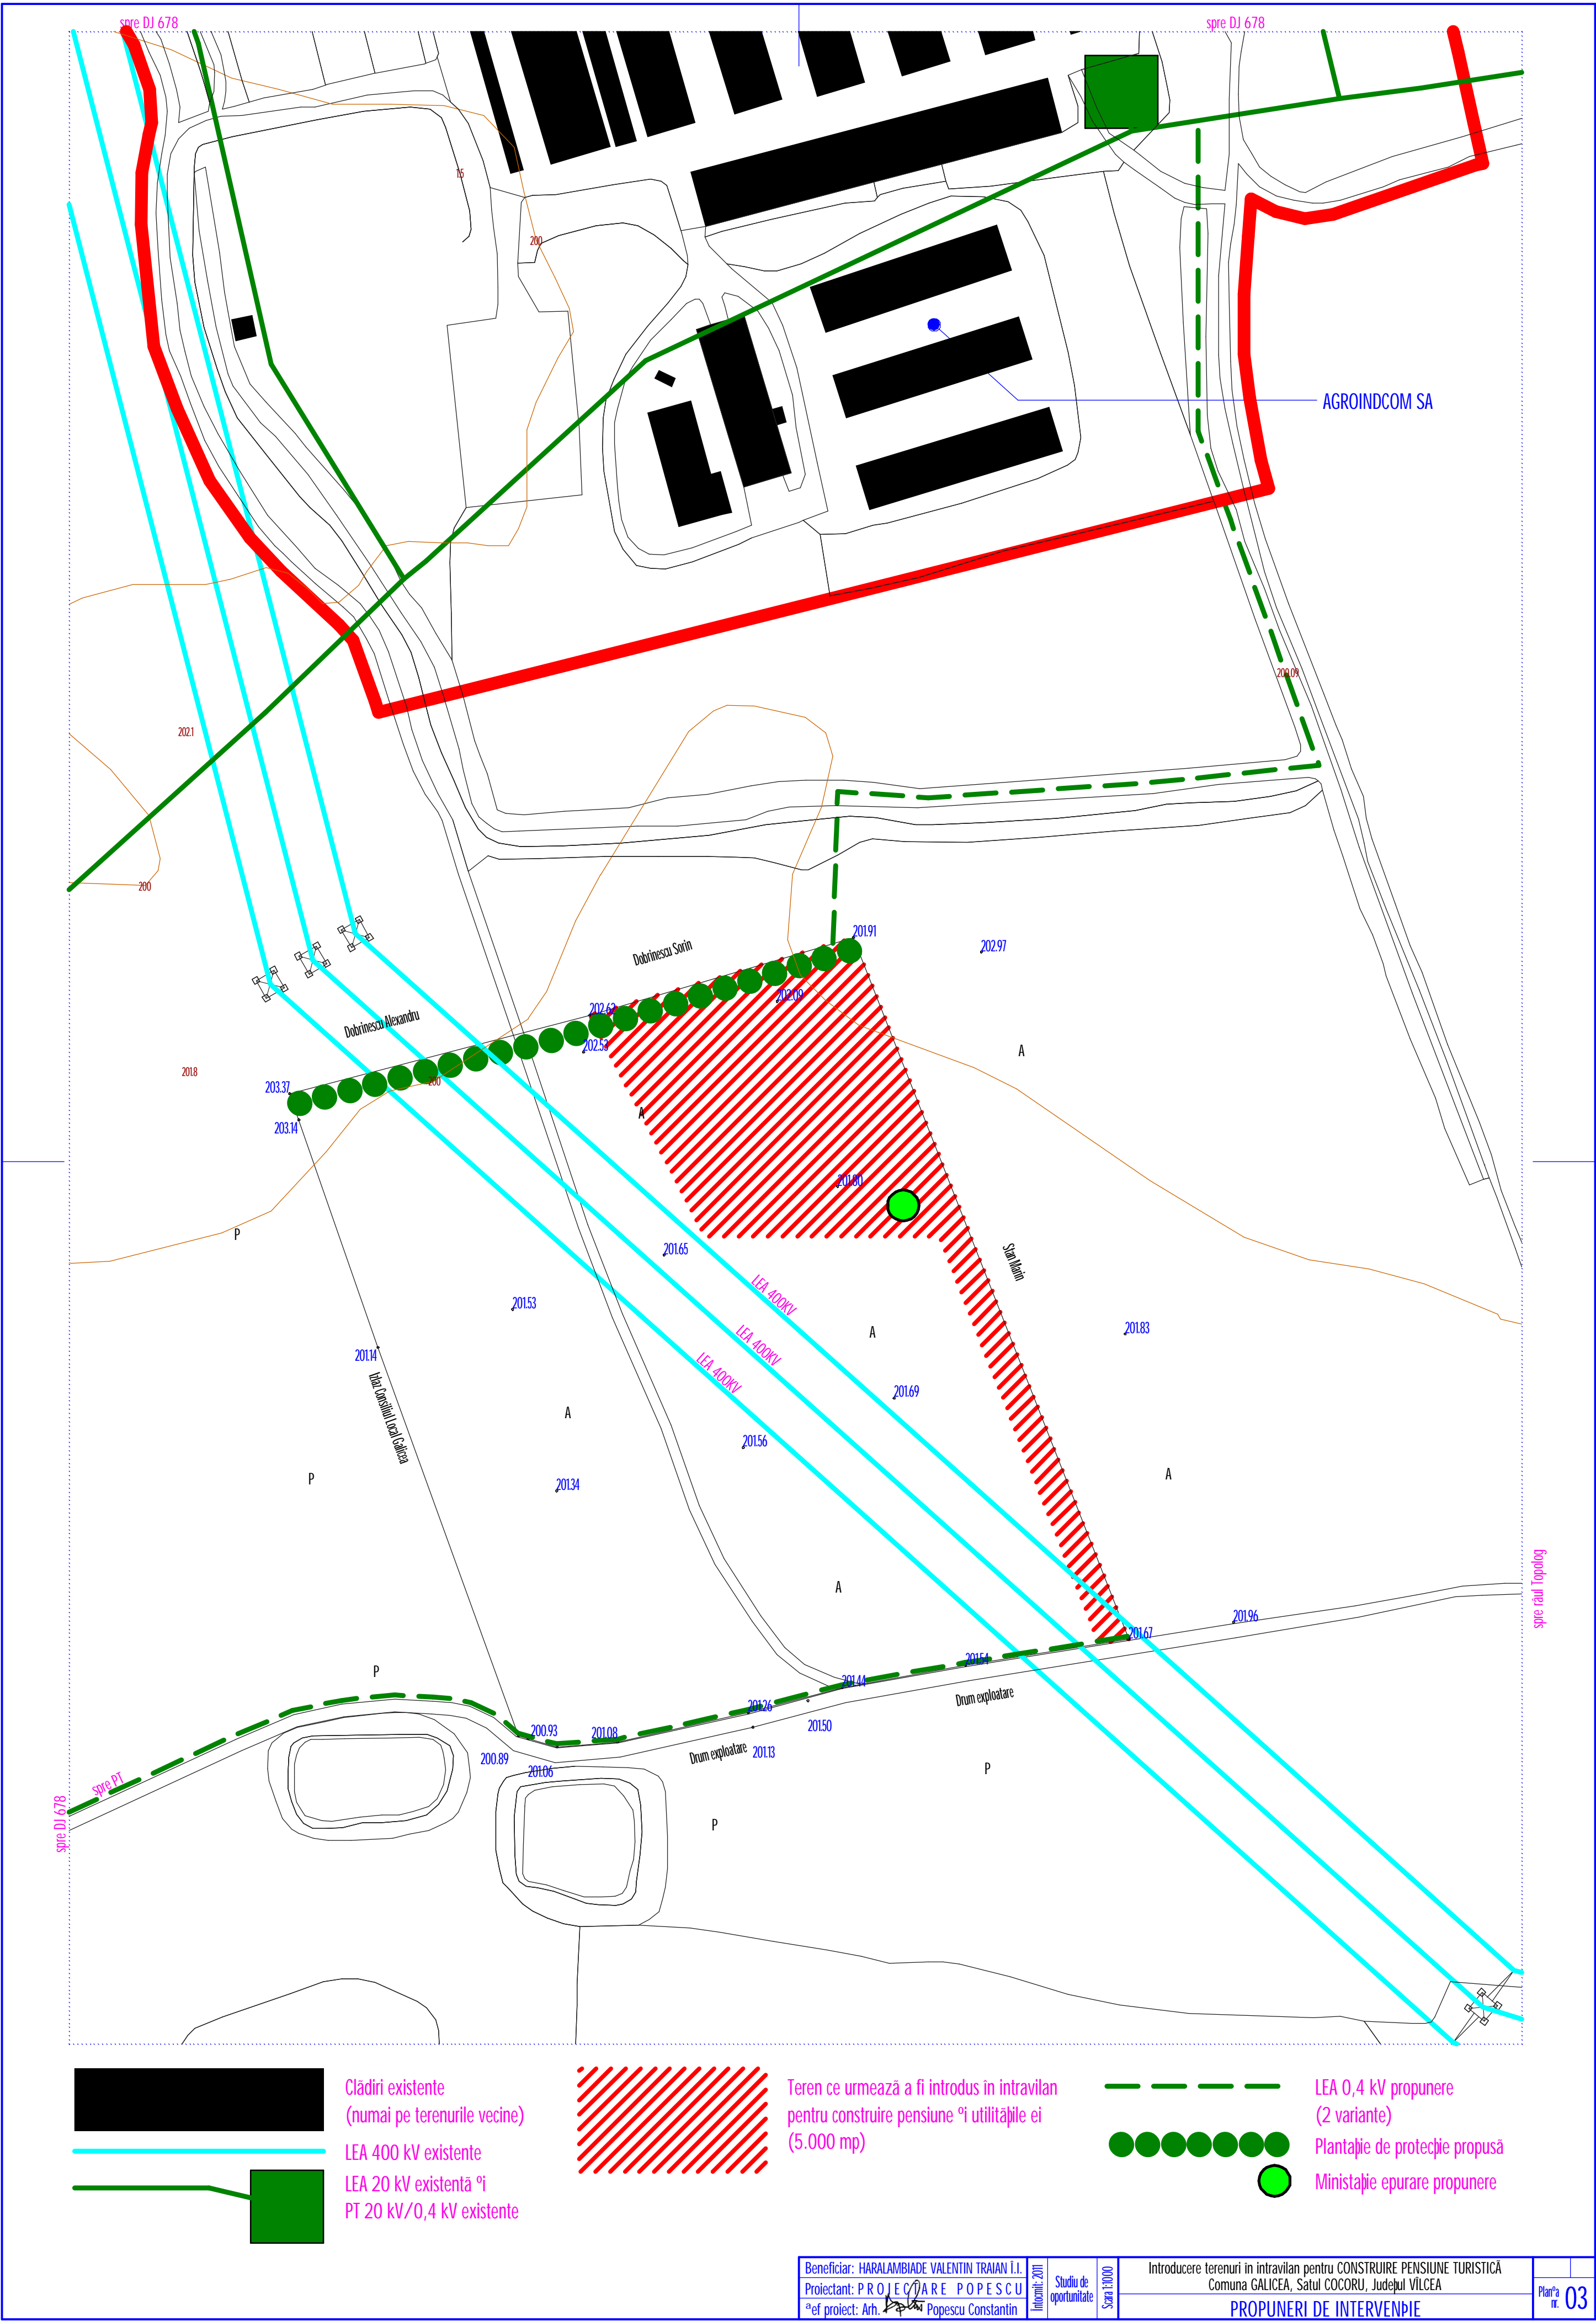 spre DJ 678
spre DJ 678
1.5
200
AGROINDCOM SA
200.09
202.1
200
201.91
202.97
Dobrinescu Sorin
202.09
202.62
Dobrinescu Alexandru
202.53
A
201.8
200
203.37
A
203.14
201.80
P
201.65
Stan Marin
LEA 400KV
201.53
201.83
LEA 400KV
A
201.14
LEA 400KV
201.69
Izlaz Consiliul Local Galicea
A
201.56
P
201.34
A
spre râul Topolog
A
201.96
201.67
201.54
P
201.44
Drum exploatare
201.26
201.50
200.93
201.08
201.13
Drum exploatare
200.89
201.06
P
spre PT
spre DJ 678
P
Clădiri existente
(numai pe terenurile vecine)
LEA 400 kV existente
LEA 20 kV existentă ºi
PT 20 kV/0,4 kV existente
Teren ce urmează a fi introdus în intravilan
pentru construire pensiune ºi utilităþile ei
(5.000 mp)
LEA 0,4 kV propunere
(2 variante)
Plantaþie de protecþie propusă
Ministaþie epurare propunere
Beneficiar: HARALAMBIADE VALENTIN TRAIAN Î.I.
Proiectant: PROIECTARE POPESCU
ªef proiect: Arh. Popescu Constantin
Întocmit: 2011
Studiu de
oportunitate
Scara 1:1000
Introducere terenuri în intravilan pentru CONSTRUIRE PENSIUNE TURISTICĂ
Comuna GALICEA, Satul COCORU, Judeþul VÎLCEA
PROPUNERI DE INTERVENÞIE
Planºa
nr. 03